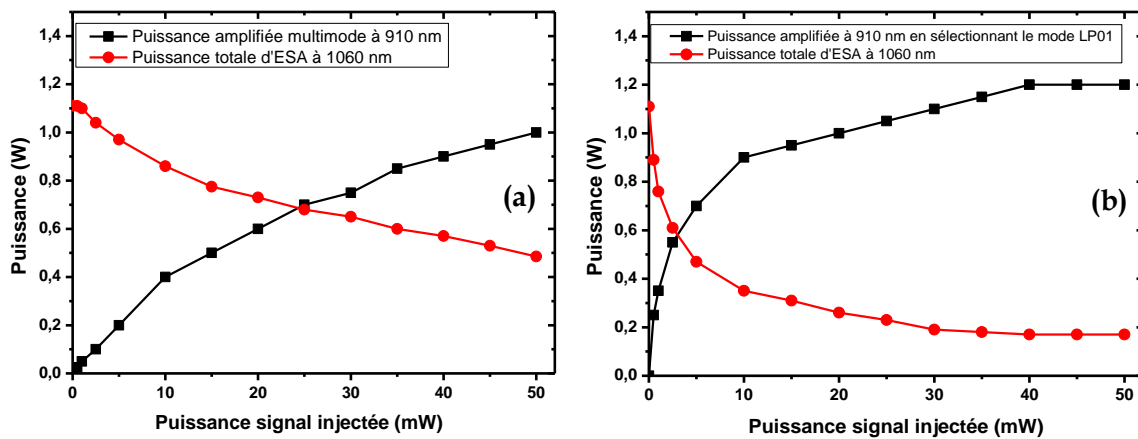 Puissance amplifiée multimode à 910 nm
Puissance totale d'ESA à 1060 nm
1,4
1,2
1,0
0,8
0,6
0,4
0,2
0,0
Puissance (W)
(a)
10
20
30
40
50
Puissance signal injectée (mW)
Puissance amplifiée à 910 nm en sélectionnant le mode LP01
Puissance totale d'ESA à 1060 nm
1,4
1,2
1,0
0,8
0,6
0,4
0,2
0,0
Puissance (W)
(b)
0
10
20
30
40
50
Puissance signal injectée (mW)